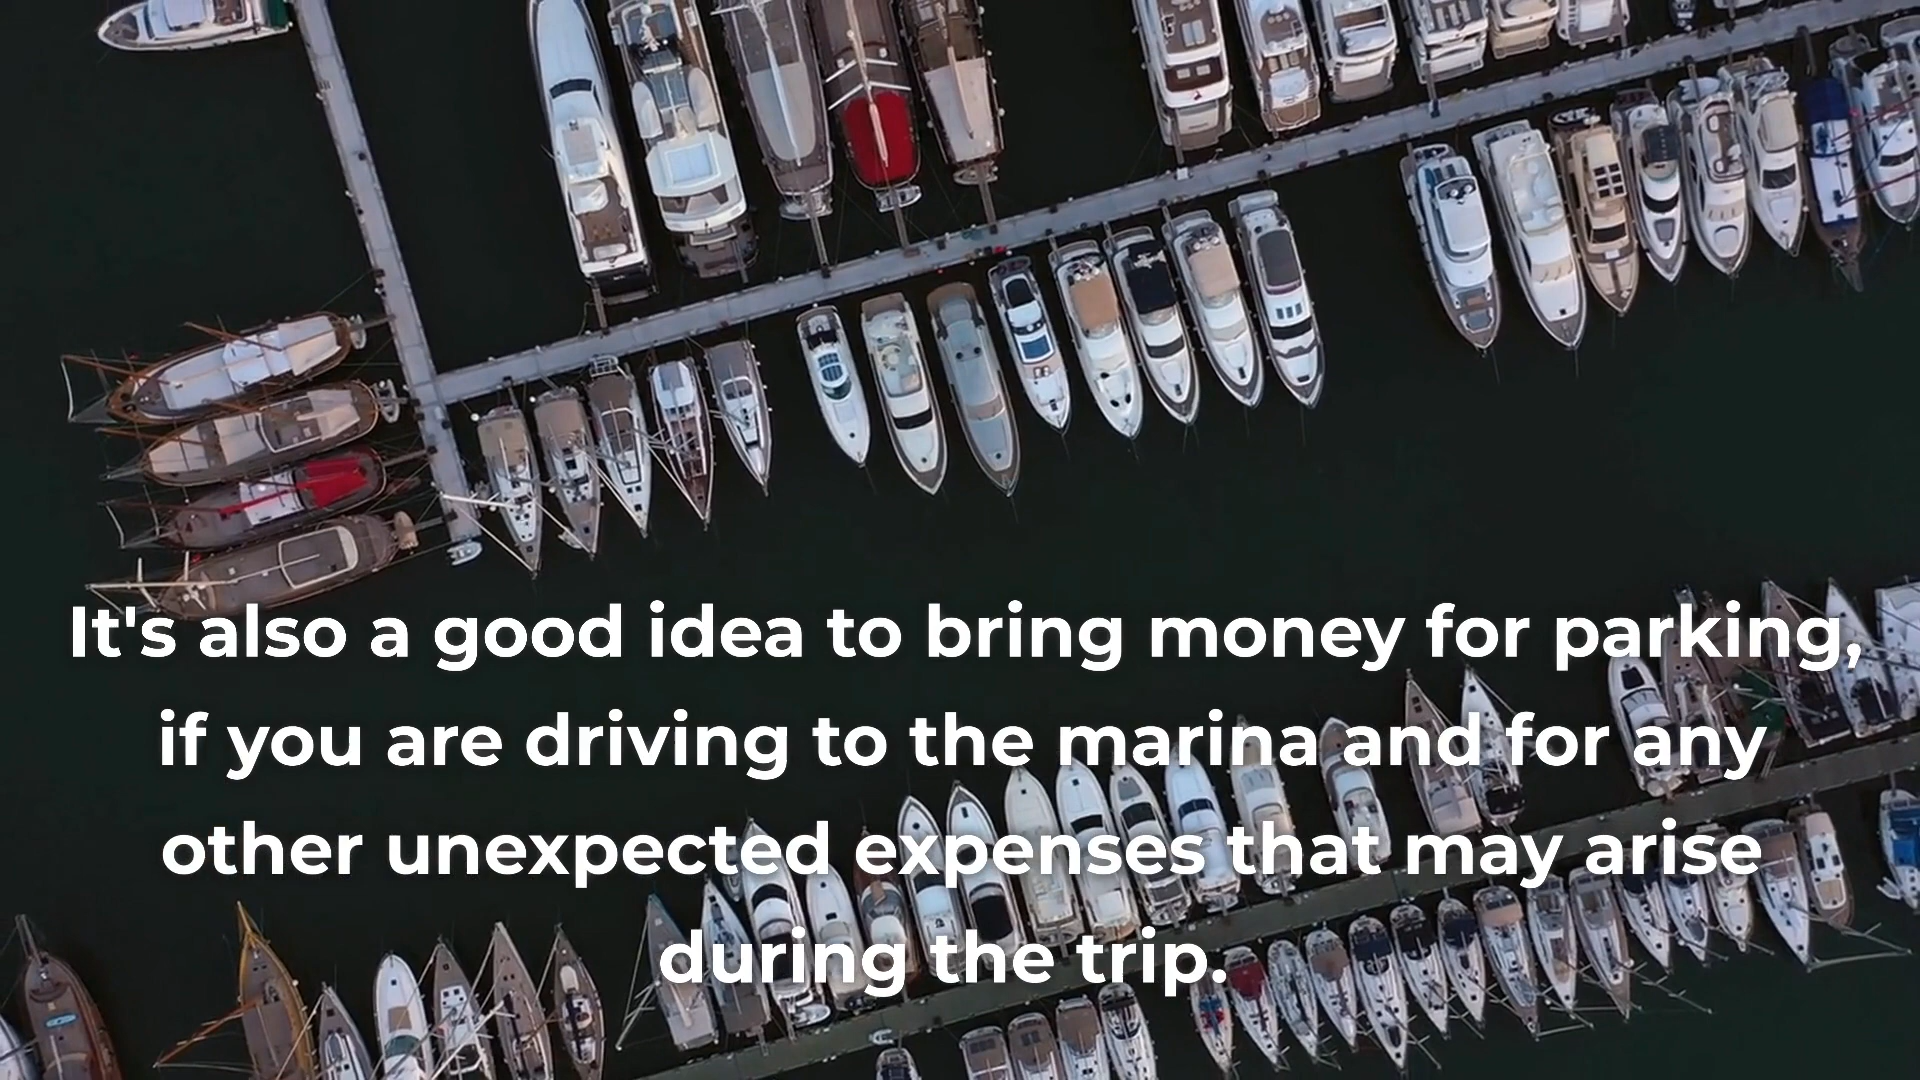 It's also a good idea to bring money for parking,
if you are driving to the marina and for any
other unexpected expenses that may arise
during the trip.